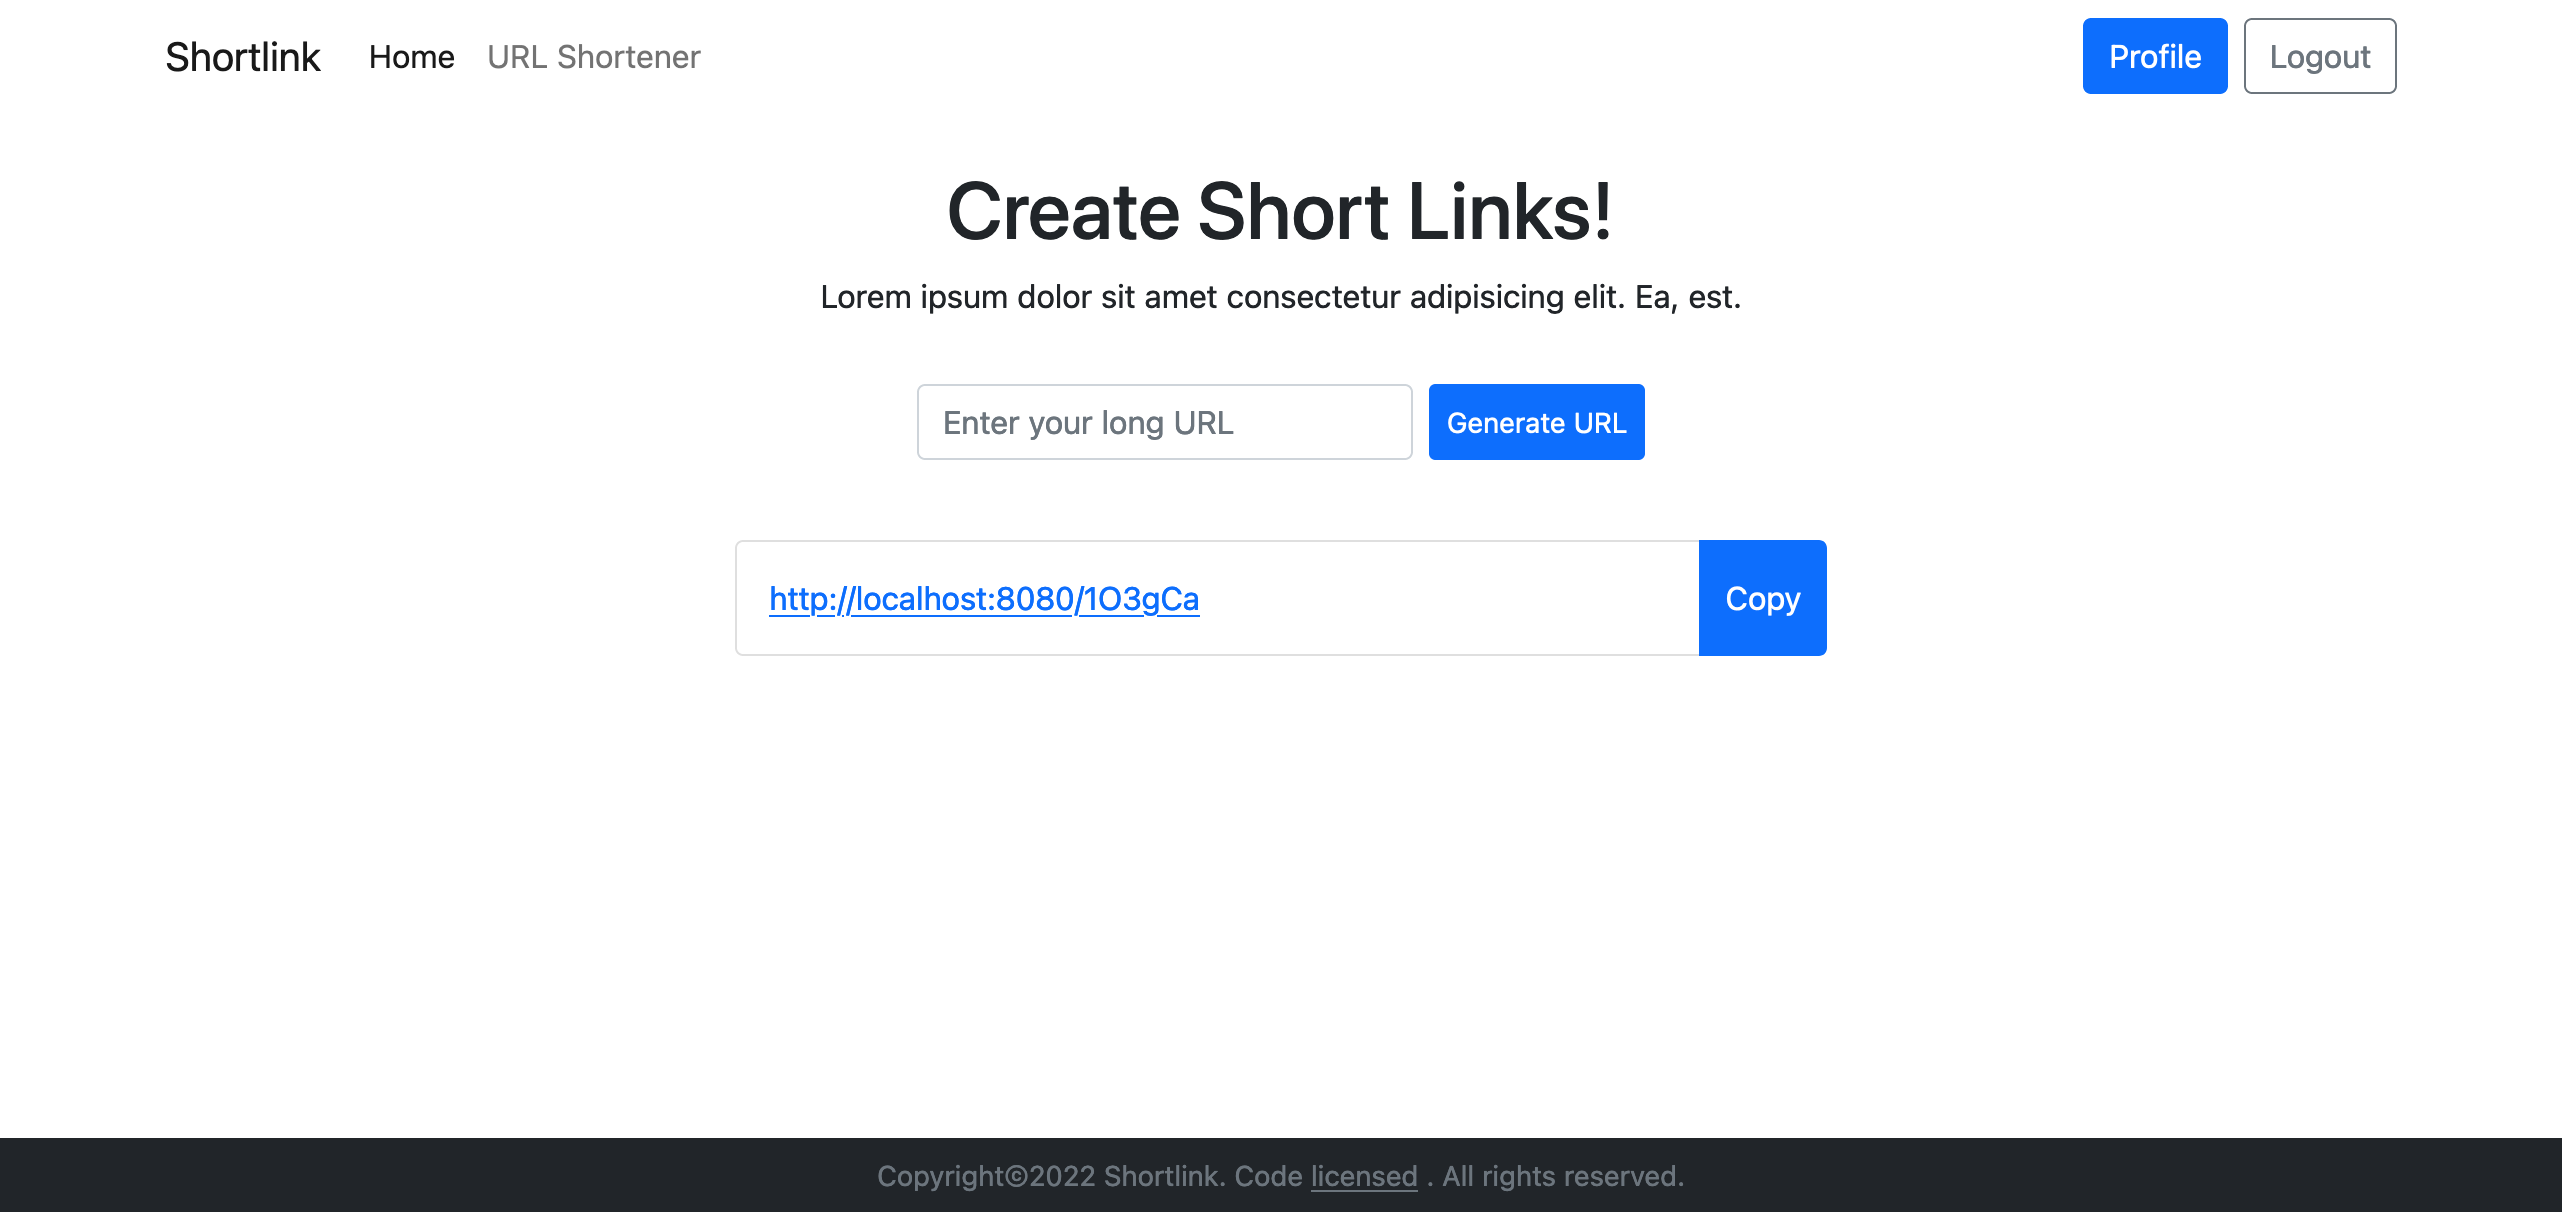 Shortlink Home URL Shortener Profile Logout
Create Short Links!
Lorem ipsum dolor sit amet consectetur adipisicing elit. Ea, est.
Enter your long URL Generate URL
http://localhost:8080/1O3gCa Copy
Copyright©2022 Shortlink. Code licensed . All rights reserved.